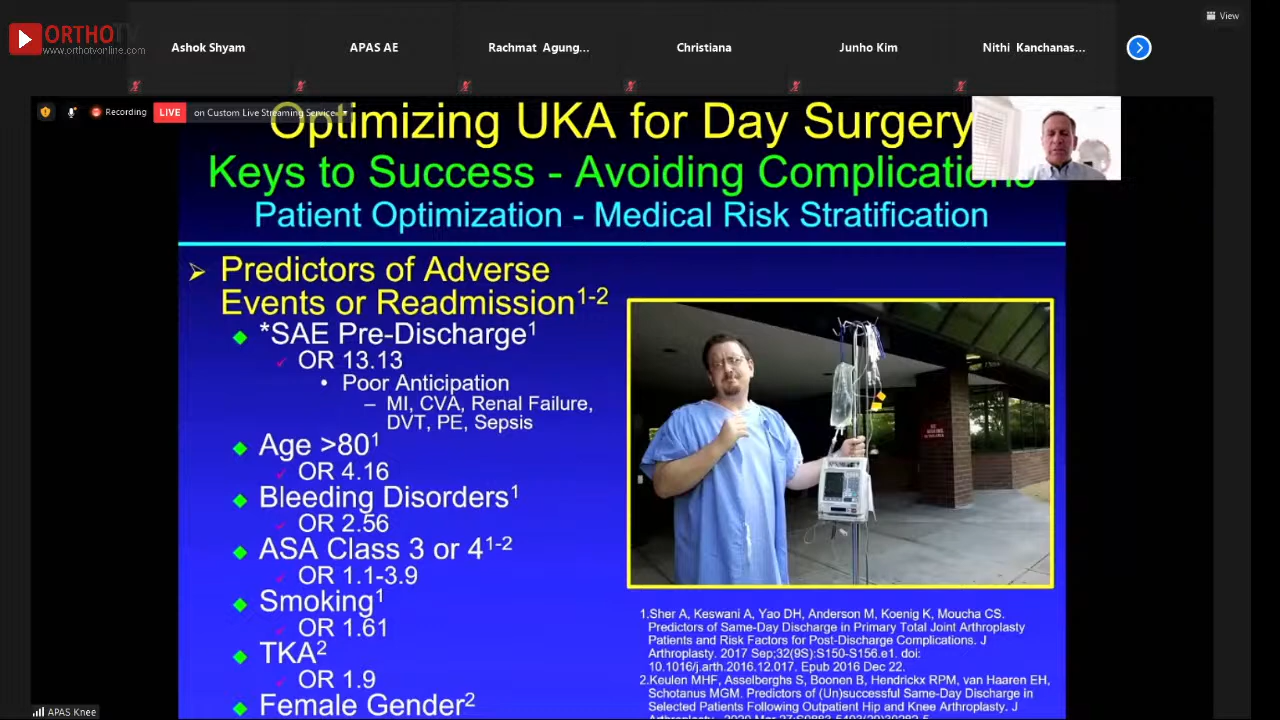 ORTHOTV
www.orthotvonline.com
Ashok Shyam
APAS AE
Rachmat Agung...
Christiana
Junho Kim
Nithi Kanchanas...
View
Recording
LIVE
on Custom Live Streaming Service
Optimizing UKA for Day Surgery
Keys to Success - Avoiding Complications
Patient Optimization - Medical Risk Stratification
➢ Predictors of Adverse
Events or Readmission1-2
◆ *SAE Pre-Discharge1
✓ OR 13.13
• Poor Anticipation
– MI, CVA, Renal Failure,
DVT, PE, Sepsis
◆ Age >801
✓ OR 4.16
◆ Bleeding Disorders1
✓ OR 2.56
◆ ASA Class 3 or 41-2
✓ OR 1.1-3.9
◆ Smoking1
✓ OR 1.61
◆ TKA2
✓ OR 1.9
◆ Female Gender2
1.Sher A, Keswani A, Yao DH, Anderson M, Koenig K, Moucha CS.
Predictors of Same-Day Discharge in Primary Total Joint Arthroplasty
Patients and Risk Factors for Post-Discharge Complications. J
Arthroplasty. 2017 Sep;32(9S):S150-S156.e1. doi:
10.1016/j.arth.2016.12.017. Epub 2016 Dec 22.
2.Keulen MHF, Asselberghs S, Boonen B, Hendrickx RPM, van Haaren EH,
Schotanus MGM. Predictors of (Un)successful Same-Day Discharge in
Selected Patients Following Outpatient Hip and Knee Arthroplasty. J
APAS Knee